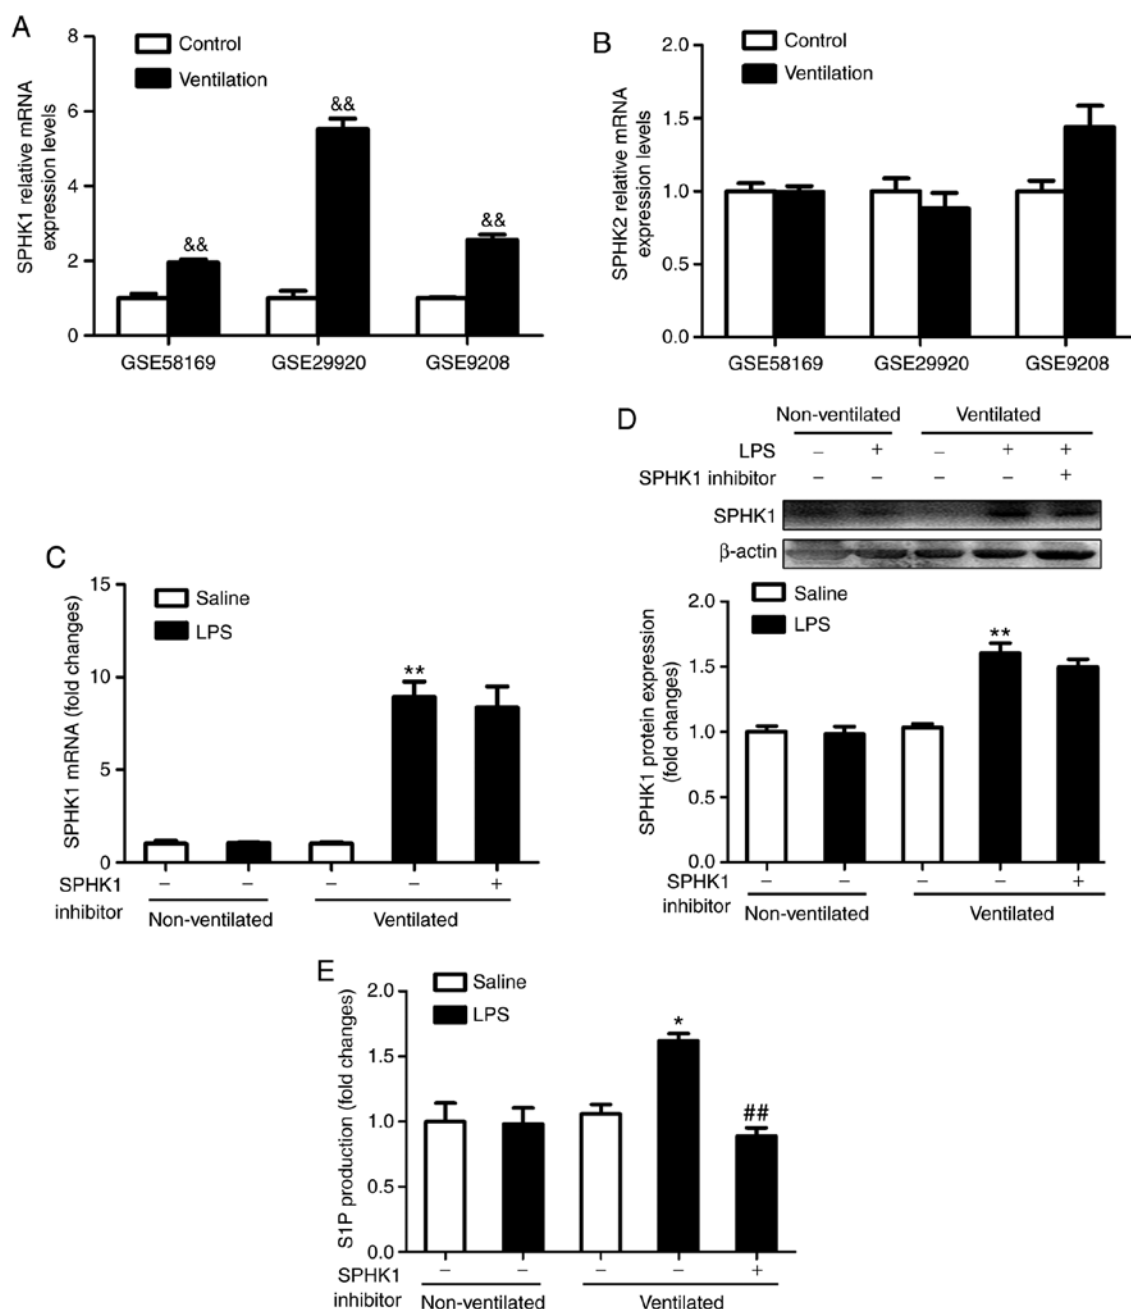 A
SPHK1 relative mRNA
expression levels
8
6
4
2
0
Control
Ventilation
&&
&&
&&
GSE58169
GSE29920
GSE9208
B
SPHK2 relative mRNA
expression levels
2.0
1.5
1.0
0.5
0.0
Control
Ventilation
GSE58169
GSE29920
GSE9208
C
SPHK1 mRNA (fold changes)
15
10
5
0
Saline
LPS
**
SPHK1
inhibitor
– – – – +
Non-ventilated
Ventilated
D
Non-ventilated
Ventilated
LPS – + – + +
SPHK1 inhibitor – – – – +
SPHK1
β-actin
SPHK1 protein expression
(fold changes)
2.0
1.5
1.0
0.5
0.0
Saline
LPS
**
SPHK1
inhibitor
– – – – +
Non-ventilated
Ventilated
E
S1P production (fold changes)
2.0
1.5
1.0
0.5
0.0
Saline
LPS
*
##
SPHK1
inhibitor
– – – – +
Non-ventilated
Ventilated